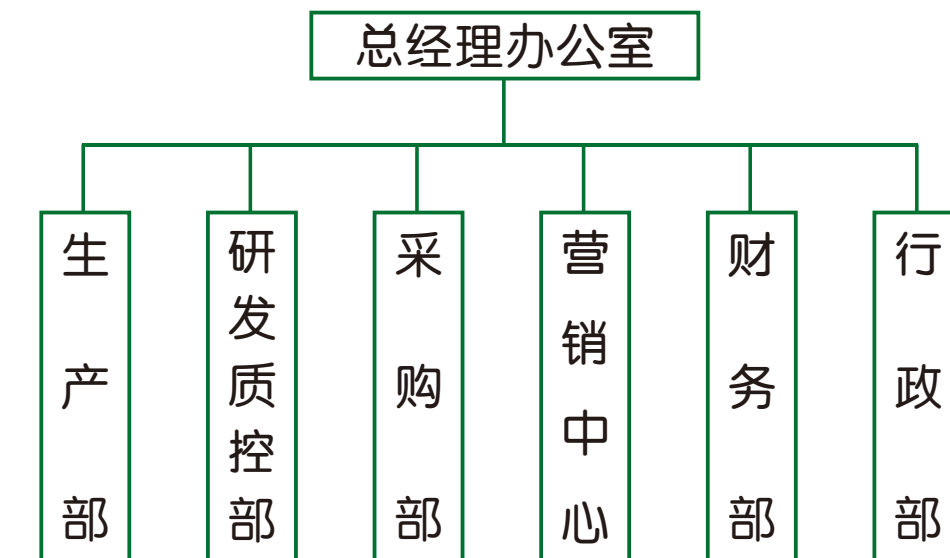 总经理办公室
生产部
研发质控部
采购部
营销中心
财务部
行政部